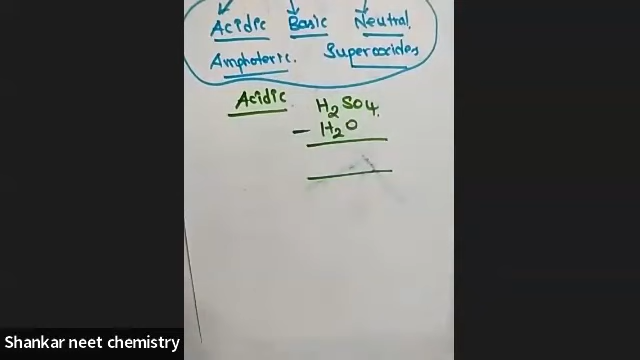 Acidic Basic Neutral.
Amphoteric. Superoxides
Acidic H2SO4.
- H2O
Shankar neet chemistry